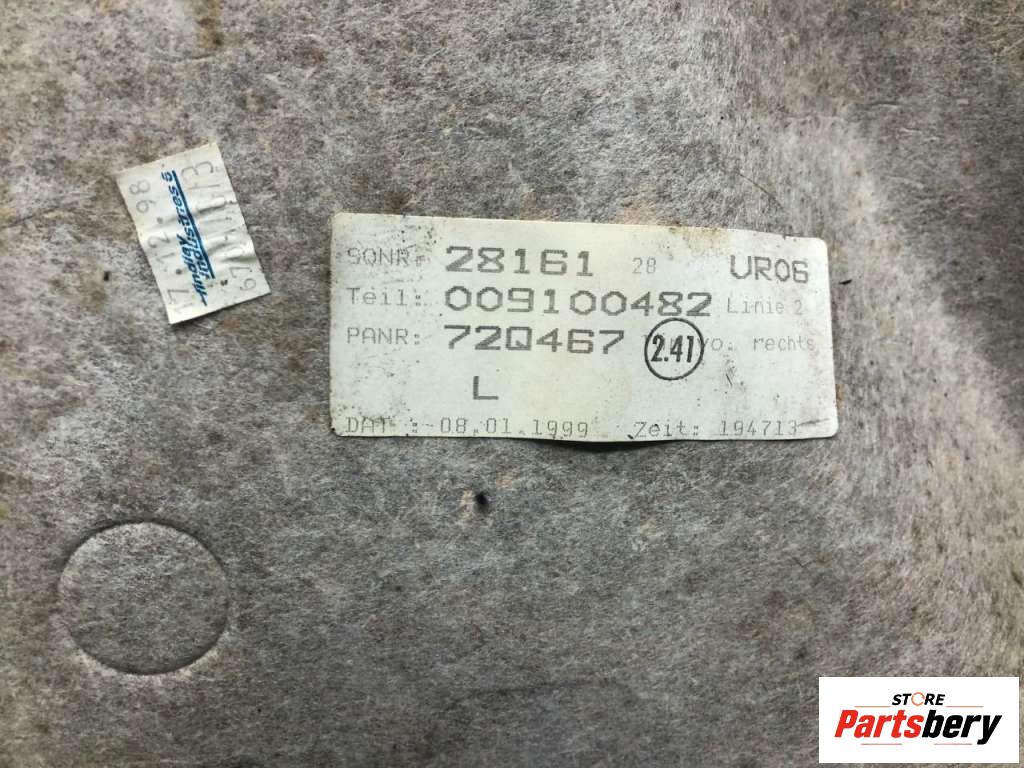 17.12.98
SQNR: 28161 28 UR06
Teil: 009100482 Linie 2
PANR: 72Q467 2.41 vo. rechts
L
DAT : 08.01.1999 Zeit: 194713
STORE
Partsbery